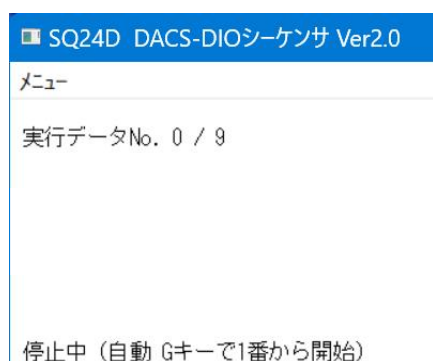 SQ24D DACS-DIOシーケンサ Ver2.0
メニュー
実行データNo. 0 / 9
停止中 (自動 Gキーで1番から開始)